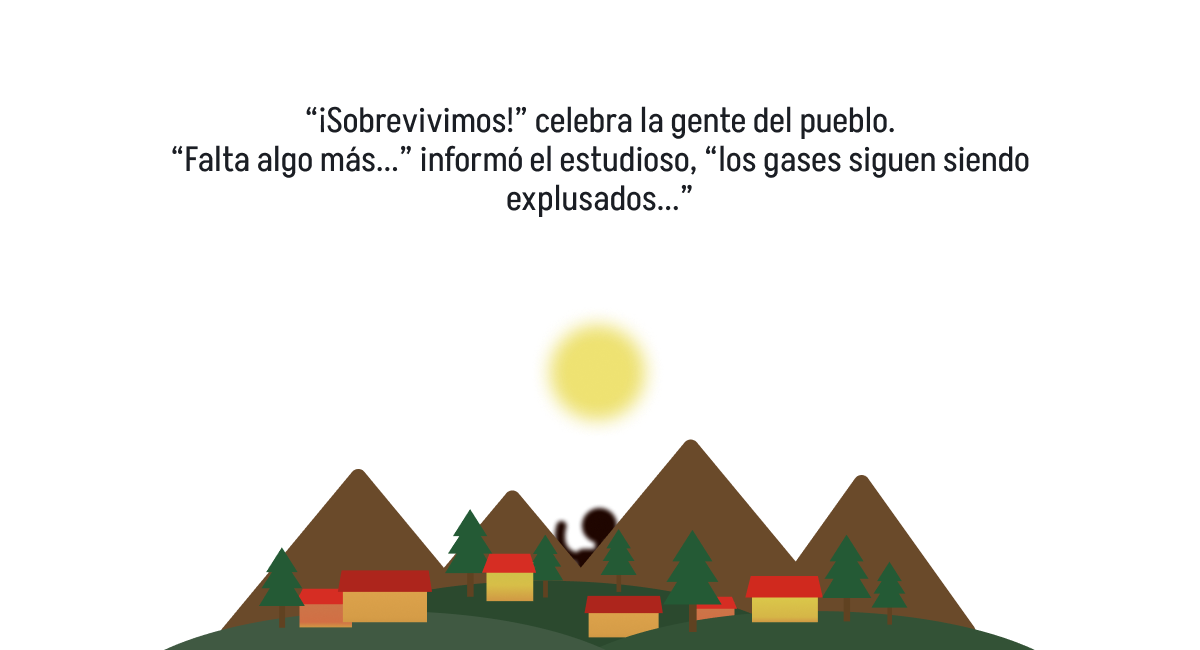 “¡Sobrevivimos!” celebra la gente del pueblo.
“Falta algo más...” informó el estudioso, “los gases siguen siendo
explusados...”